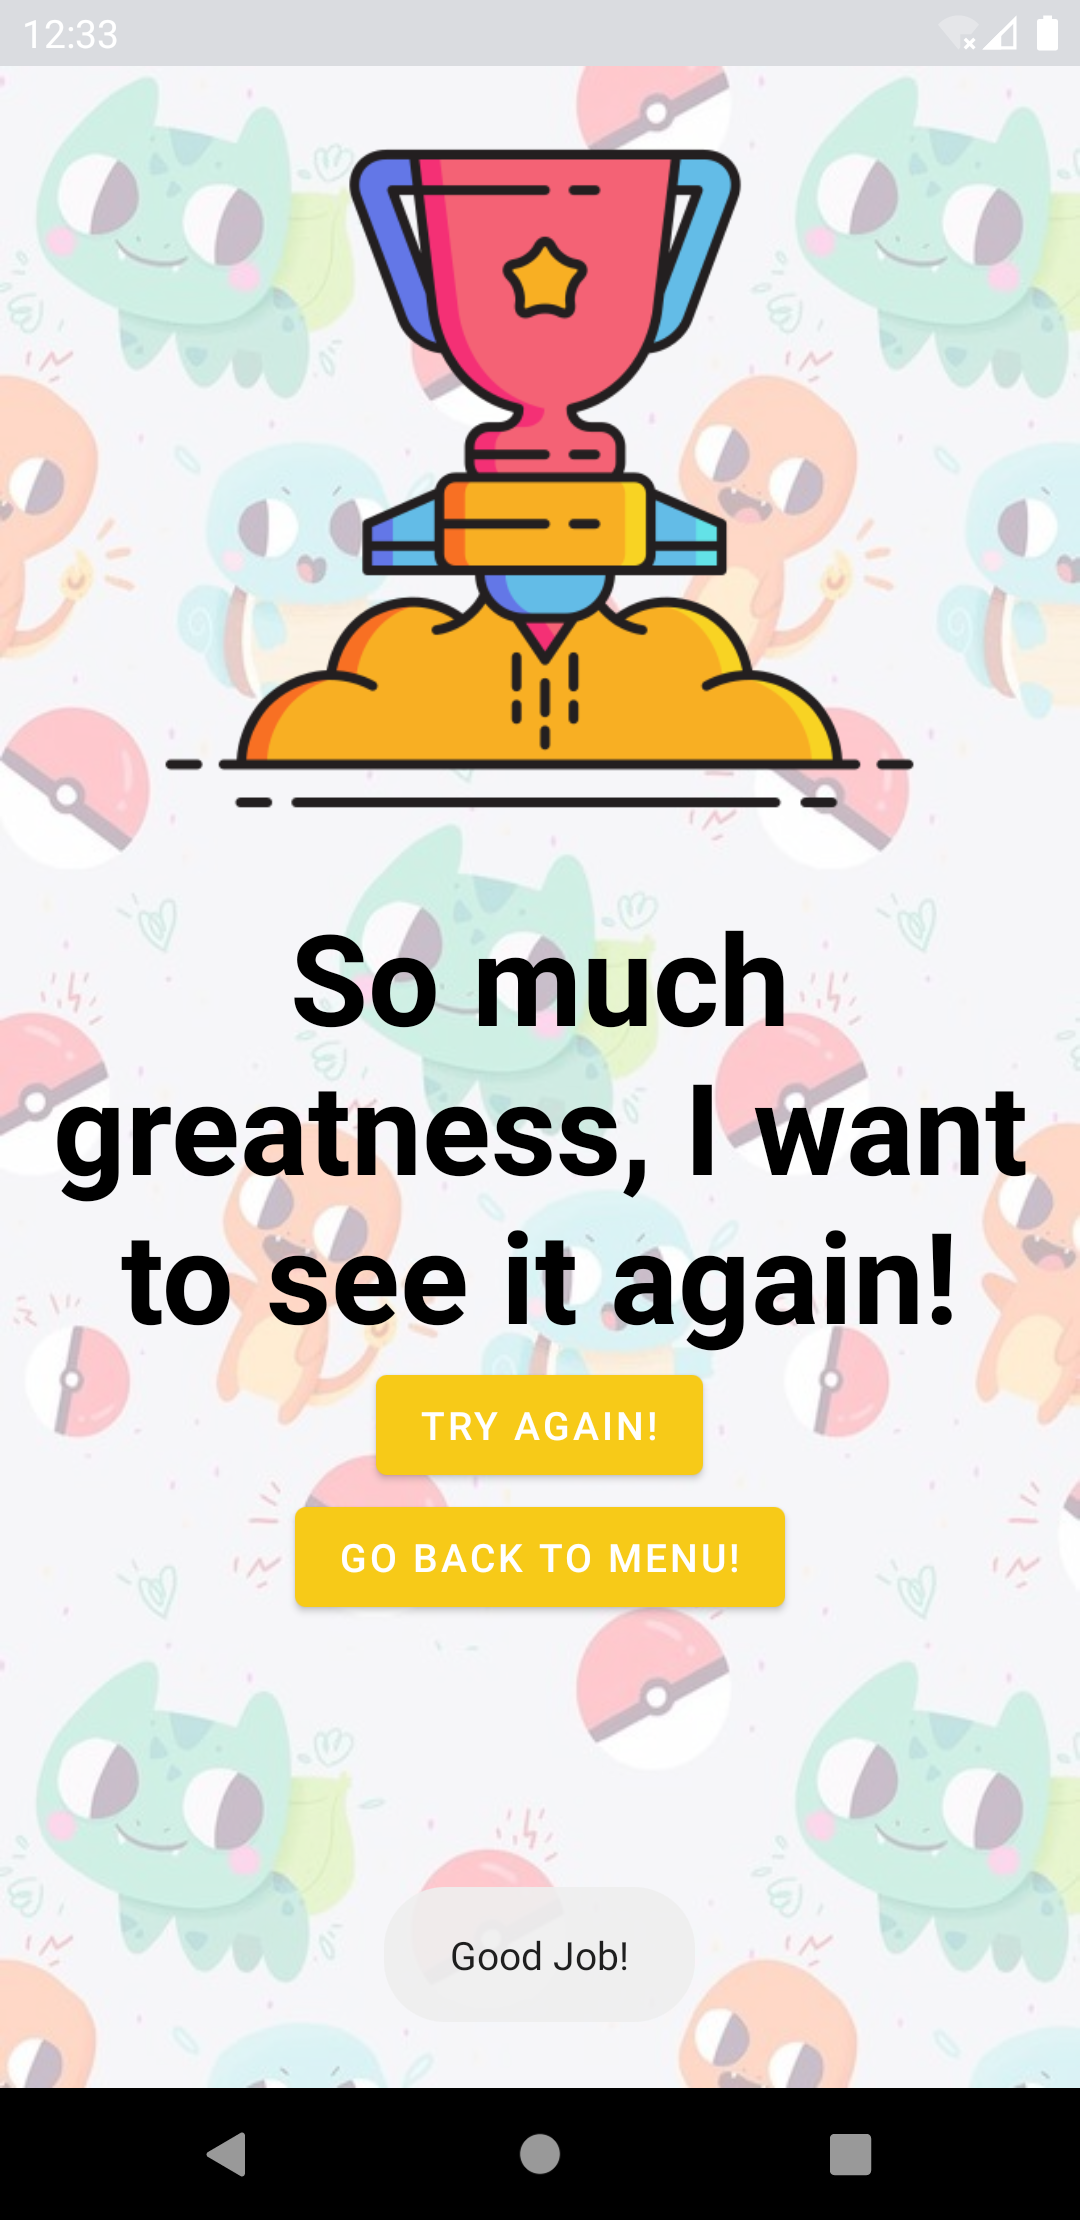 12:33
So much
greatness, I want
to see it again!
TRY AGAIN!
GO BACK TO MENU!
Good Job!